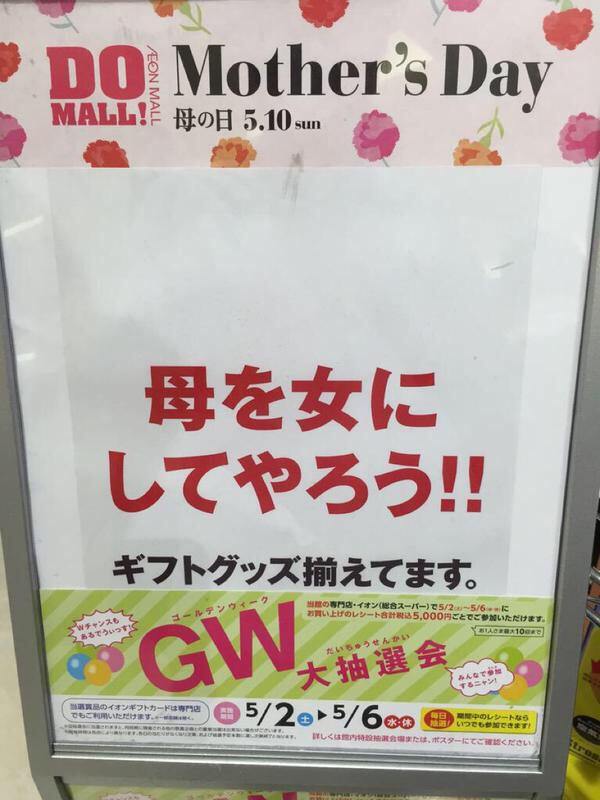 DO
MALL!
ÆON MALL
Mother's Day
母の日 5.10 sun
母を女に
してやろう!!
ギフトグッズ揃えてます。
Wチャンスも
あるでうぃっす!
ゴールデンウィーク
GW
だいちゅうせんかい
大抽選会
当館の専門店・イオン(総合スーパー)で5/2(土)〜5/6(水・休)に
お買い上げのレシート合計税込5,000円ごとでご参加いただけます。
お1人さま最大10回まで
みんなで参加
するニャン!
当選賞品のイオンギフトカードは専門店
でもご利用いただけます。
実施
期間
5/2土▶5/6水・休
毎日
抽選!
期間中のレシートなら
いつでも参加できます!
詳しくは館内特設抽選会場または、ポスターにてご確認ください。